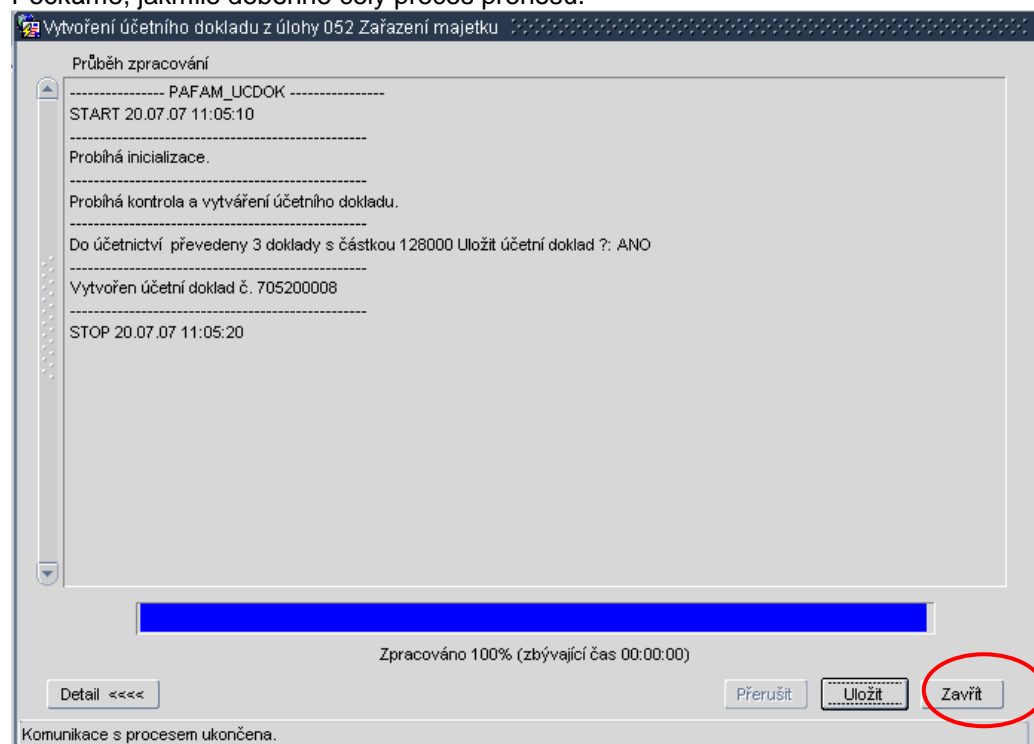 Počkáme, jakmile doběhne celý proces přenosu.
Vytvoření účetního dokladu z úlohy 052 Zařazení majetku
Průběh zpracování
---------------- PAFAM_UCDOK ----------------
START 20.07.07 11:05:10
--------------------------------------------------
Probíhá inicializace.
--------------------------------------------------
Probíhá kontrola a vytváření účetního dokladu.
--------------------------------------------------
Do účetnictví převedeny 3 doklady s částkou 128000 Uložit účetní doklad ?: ANO
--------------------------------------------------
Vytvořen účetní doklad č. 705200008
--------------------------------------------------
STOP 20.07.07 11:05:20
Zpracováno 100% (zbývající čas 00:00:00)
Detail <<<< Přerušit Uložit Zavřít
Komunikace s procesem ukončena.